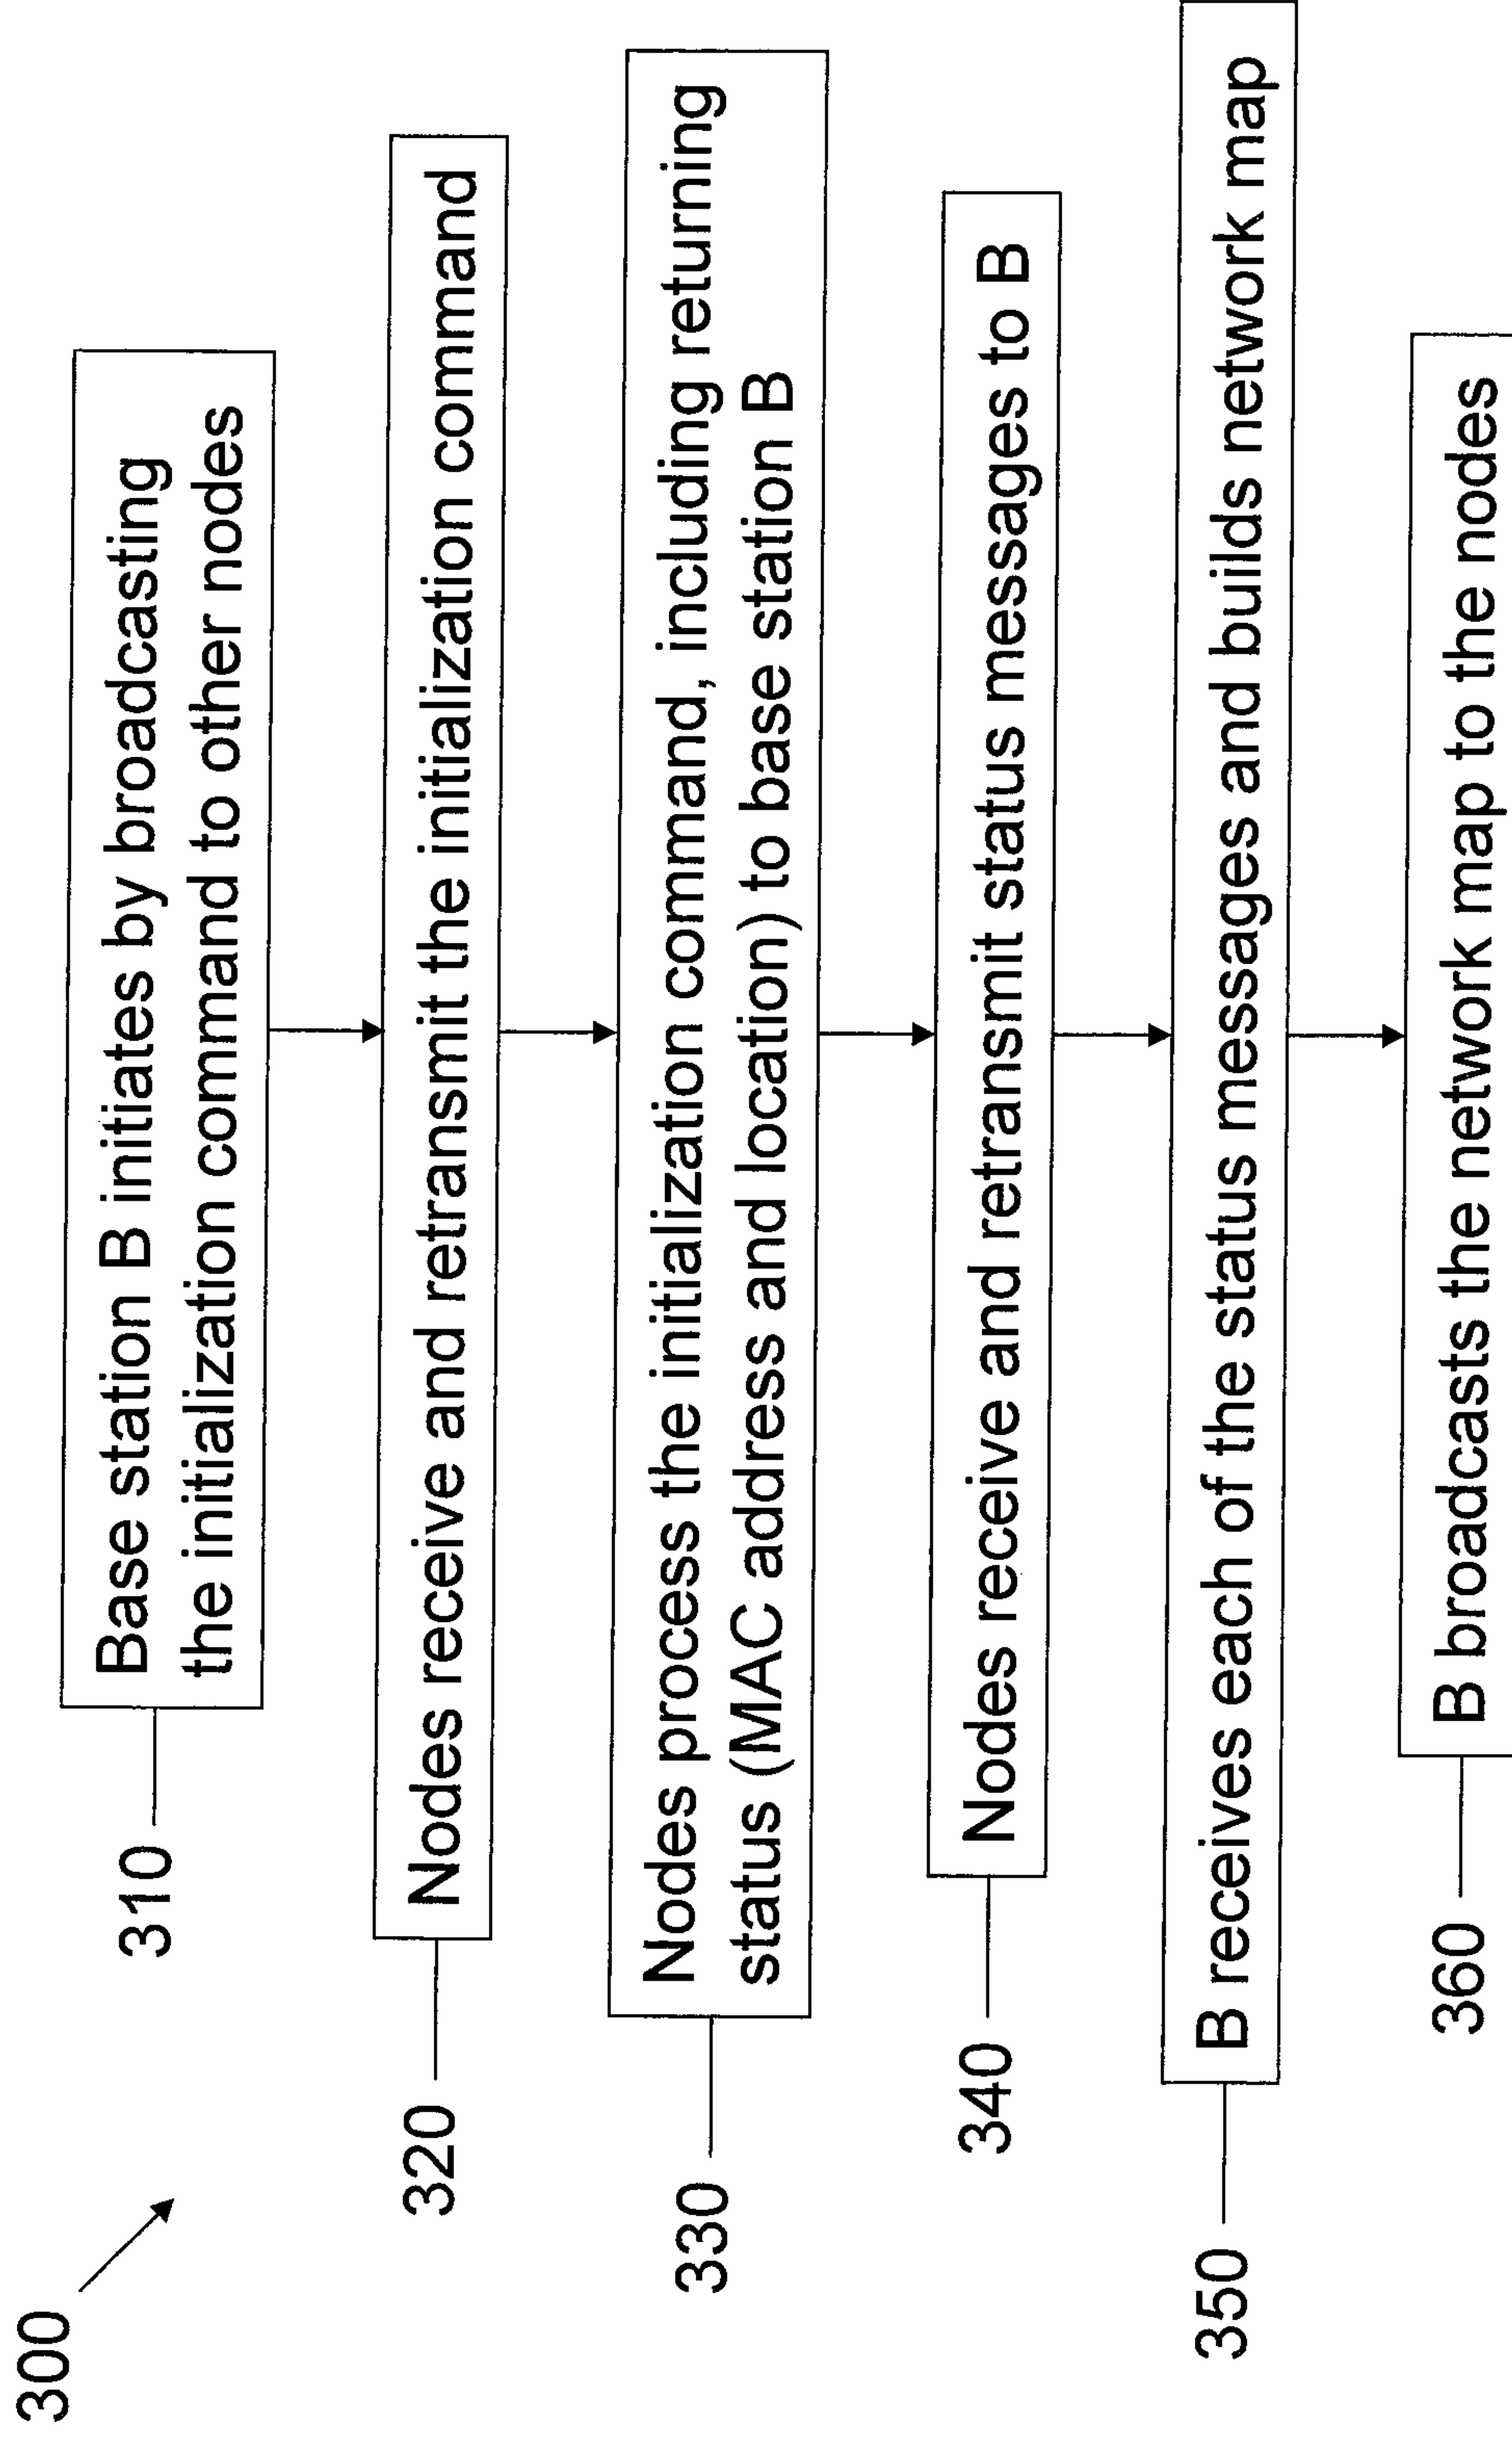 300
310
Base station B initiates by broadcasting
the initialization command to other nodes
320
Nodes receive and retransmit the initialization command
330
Nodes process the initialization command, including returning
status (MAC address and location) to base station B
340
Nodes receive and retransmit status messages to B
350
B receives each of the status messages and builds network map
360
B broadcasts the network map to the nodes